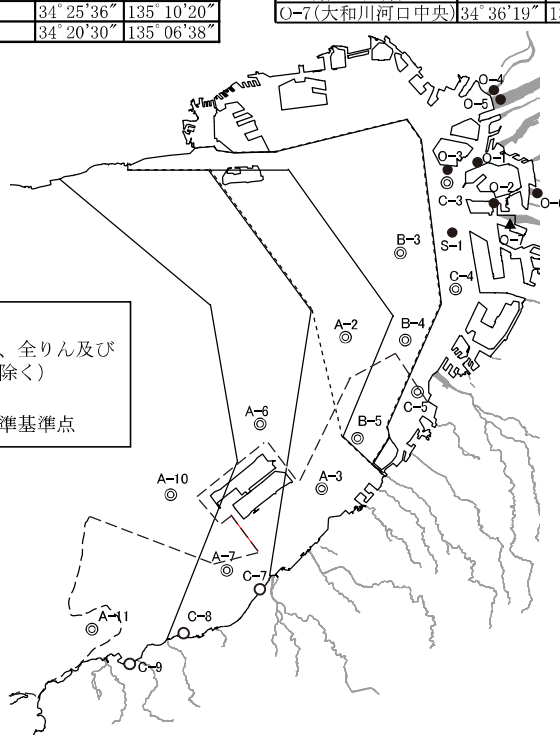 34°25′36″ 135°10′20″
34°20′30″ 135°06′38″
O-7(大和川河口中央) 34°36′19″
O-4
O-5
O-3
O-1
O-2
C-3
S-1
B-3
C-4
A-2
B-4
、全りん及び
除く)
準基準点
C-5
A-6
B-5
A-10
A-3
A-7
C-7
A-11
C-8
C-9